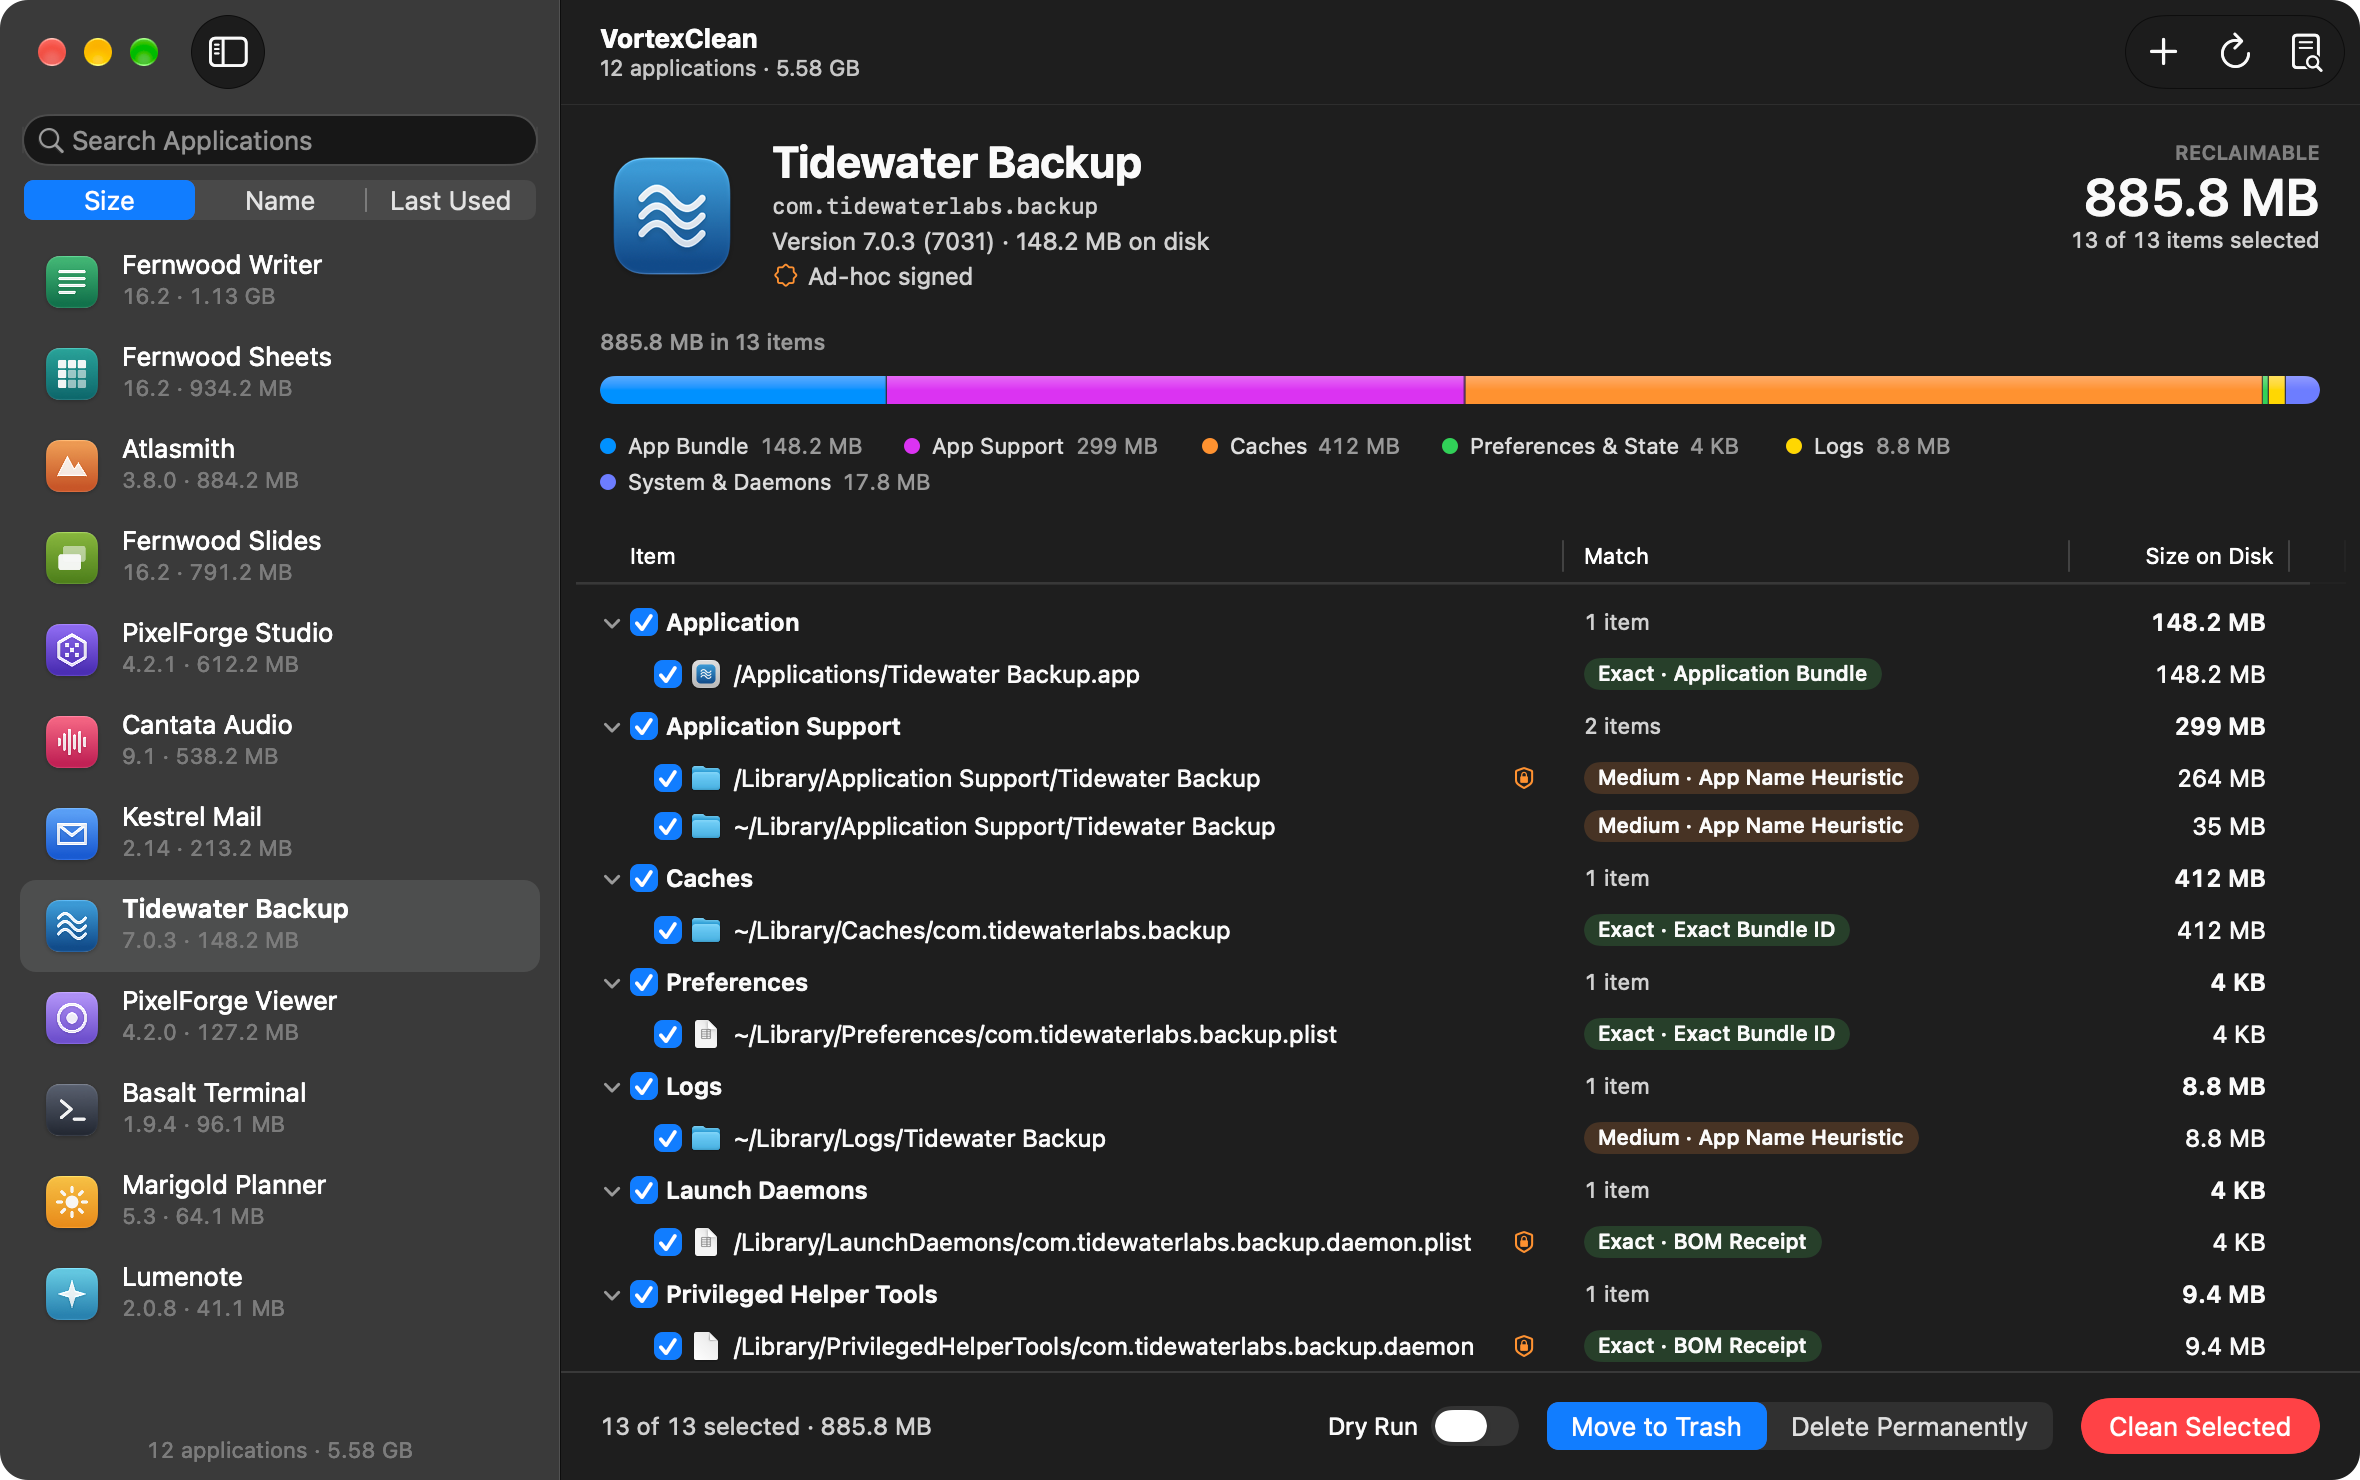 Search Applications
Size Name Last Used
Fernwood Writer
16.2 · 1.13 GB
Fernwood Sheets
16.2 · 934.2 MB
Atlasmith
3.8.0 · 884.2 MB
Fernwood Slides
16.2 · 791.2 MB
PixelForge Studio
4.2.1 · 612.2 MB
Cantata Audio
9.1 · 538.2 MB
Kestrel Mail
2.14 · 213.2 MB
Tidewater Backup
7.0.3 · 148.2 MB
PixelForge Viewer
4.2.0 · 127.2 MB
Basalt Terminal
1.9.4 · 96.1 MB
Marigold Planner
5.3 · 64.1 MB
Lumenote
2.0.8 · 41.1 MB
12 applications · 5.58 GB
VortexClean
12 applications · 5.58 GB
Tidewater Backup
com.tidewaterlabs.backup
Version 7.0.3 (7031) · 148.2 MB on disk
Ad-hoc signed
RECLAIMABLE
885.8 MB
13 of 13 items selected
885.8 MB in 13 items
App Bundle 148.2 MB App Support 299 MB Caches 412 MB Preferences & State 4 KB Logs 8.8 MB
System & Daemons 17.8 MB
Item Match Size on Disk
Application 1 item 148.2 MB
/Applications/Tidewater Backup.app Exact · Application Bundle 148.2 MB
Application Support 2 items 299 MB
/Library/Application Support/Tidewater Backup Medium · App Name Heuristic 264 MB
~/Library/Application Support/Tidewater Backup Medium · App Name Heuristic 35 MB
Caches 1 item 412 MB
~/Library/Caches/com.tidewaterlabs.backup Exact · Exact Bundle ID 412 MB
Preferences 1 item 4 KB
~/Library/Preferences/com.tidewaterlabs.backup.plist Exact · Exact Bundle ID 4 KB
Logs 1 item 8.8 MB
~/Library/Logs/Tidewater Backup Medium · App Name Heuristic 8.8 MB
Launch Daemons 1 item 4 KB
/Library/LaunchDaemons/com.tidewaterlabs.backup.daemon.plist Exact · BOM Receipt 4 KB
Privileged Helper Tools 1 item 9.4 MB
/Library/PrivilegedHelperTools/com.tidewaterlabs.backup.daemon Exact · BOM Receipt 9.4 MB
13 of 13 selected · 885.8 MB Dry Run Move to Trash Delete Permanently Clean Selected